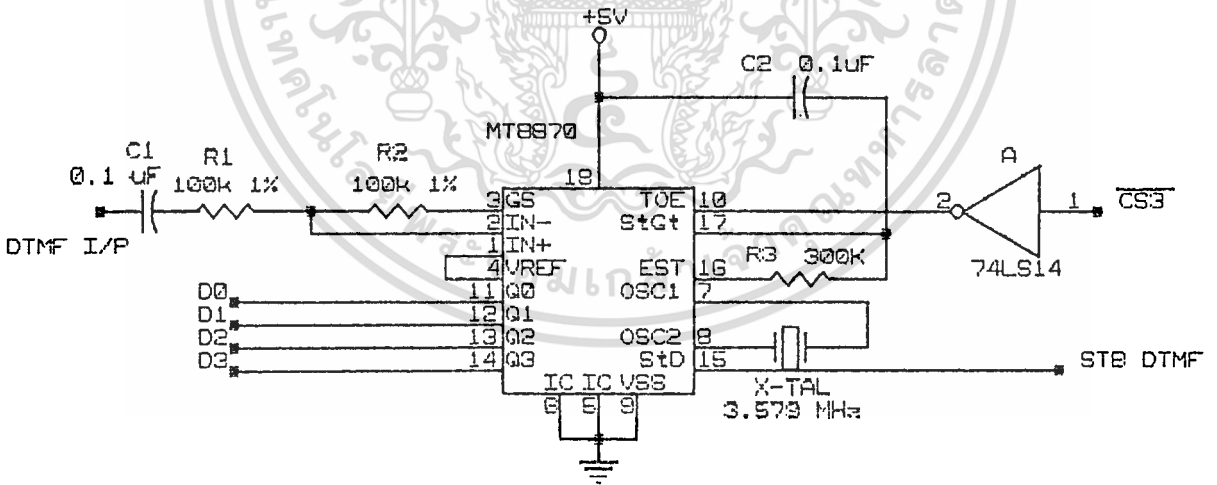 +5V
C2 0.1uF
MT8870
C1
0.1 uF
R1
100k 1%
R2
100k 1%
DTMF I/P
18
3 GS
2 IN-
1 IN+
4 VREF
11 Q0
12 Q1
13 Q2
14 Q3
TOE 10
StGt 17
EST 16
OSC1 7
OSC2 8
StD 15
IC IC VSS
6 5 9
R3 300K
A
2
1
C̅S̅3̅
74LS14
D0
D1
D2
D3
X-TAL
3.579 MHz
STB DTMF